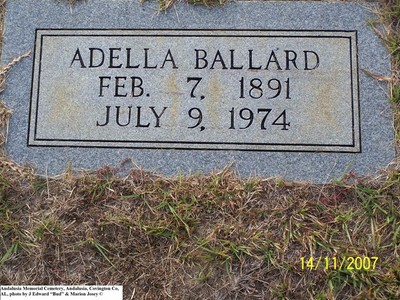 ADELLA BALLARD
FEB. 7, 1891
JULY 9, 1974
14/11/2007
Andalusia Memorial Cemetery, Andalusia, Covington Co,
AL, photo by J Edward "Bud" & Marion Josey ©